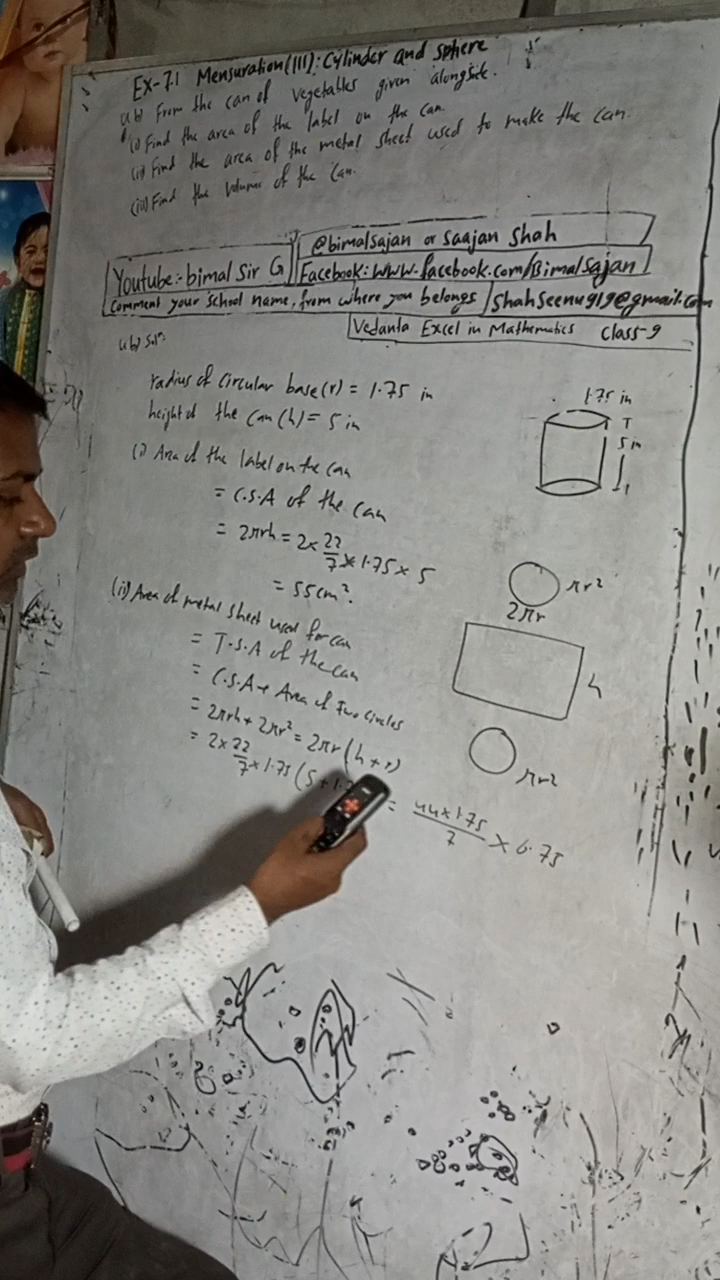 Ex-7.1 Mensuration(III): Cylinder and Sphere
4.b) From the can of vegetables given alongside.
(i) Find the area of the label on the can.
(ii) Find the area of the metal sheet used to make the can.
(iii) Find the volume of the can.
@bimalsajan or Saajan Shah
Youtube:- bimal Sir G
Facebook: www.facebook.com/Bimalsajan
Comment your school name, from where you belongs
Shahseenu919@gmail.com
Vedanta Excel in Mathematics Class-9
4.b) Solⁿ:
radius of circular base(r) = 1.75 in
height of the can (h) = 5 in
(i) Area of the label on the can
= C.S.A of the can
= 2πrh = 2× 22/7 × 1.75 × 5
= 55cm².
(ii) Area of metal sheet used for can
= T.S.A of the can
= C.S.A + Area of two circles
= 2πrh + 2πr² = 2πr(h+r)
= 2× 22/7 × 1.75 (5+1.7
= 44×1.75/7 × 6.75
1.75 in
5 in
πr²
2πr
h
πr²